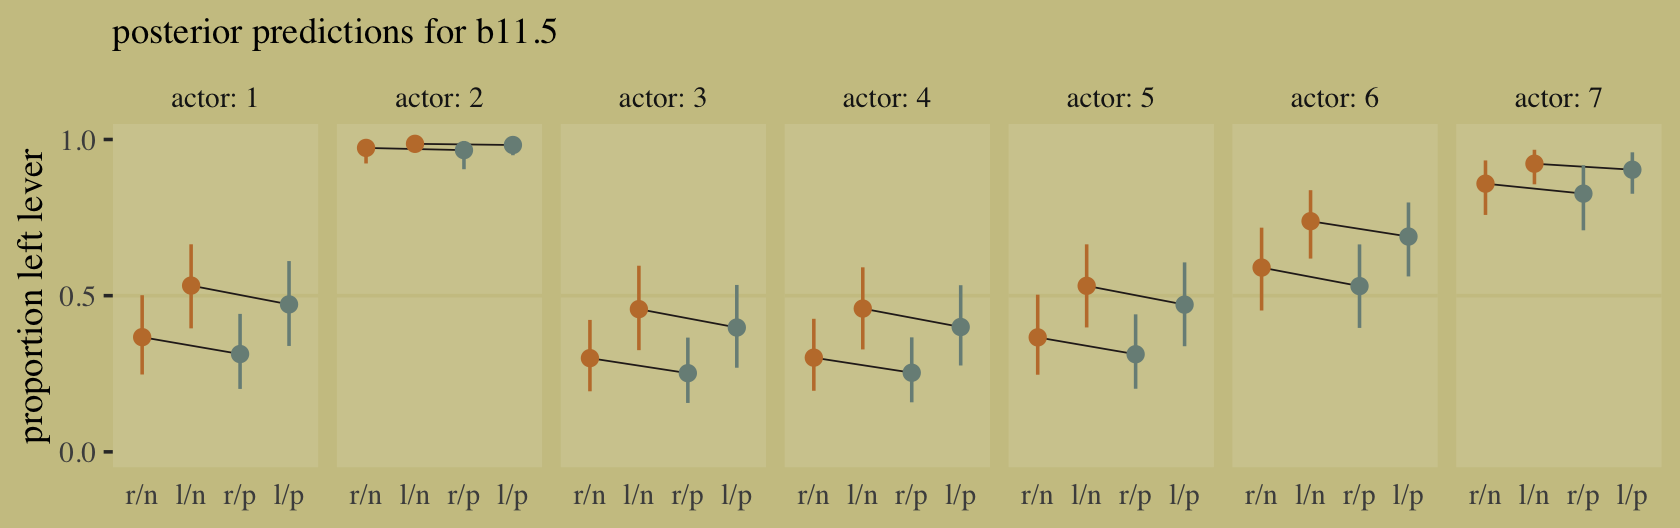 posterior predictions for b11.5
actor: 1 actor: 2 actor: 3 actor: 4 actor: 5 actor: 6 actor: 7
proportion left lever
1.0
0.5
0.0
r/n l/n r/p l/p r/n l/n r/p l/p r/n l/n r/p l/p r/n l/n r/p l/p r/n l/n r/p l/p r/n l/n r/p l/p r/n l/n r/p l/p